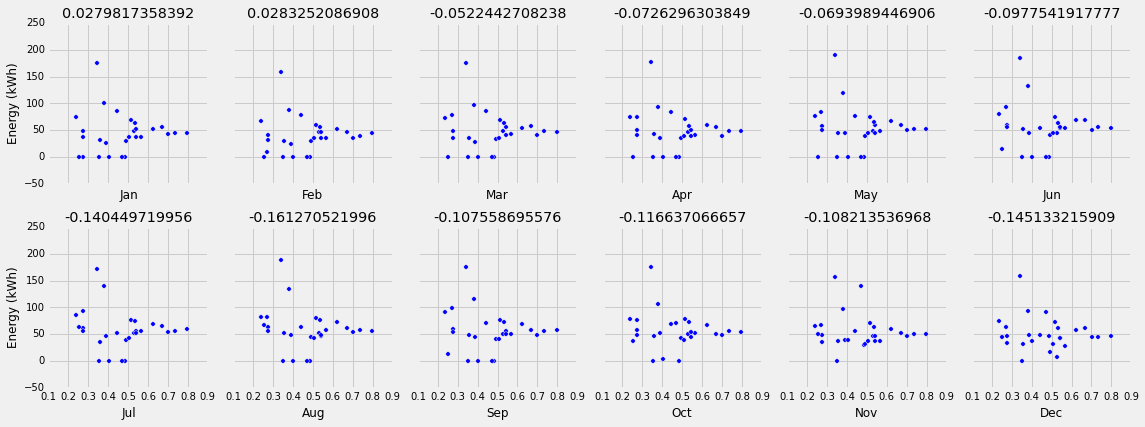 0.0279817358392 0.0283252086908 -0.0522442708238 -0.0726296303849 -0.0693989446906 -0.0977541917777
250
200
150
100
50
0
-50
Energy (kWh)
Jan Feb Mar Apr May Jun
-0.140449719956 -0.161270521996 -0.107558695576 -0.116637066657 -0.108213536968 -0.145133215909
250
200
150
100
50
0
-50
Energy (kWh)
0.1 0.2 0.3 0.4 0.5 0.6 0.7 0.8 0.9 0.1 0.2 0.3 0.4 0.5 0.6 0.7 0.8 0.9 0.1 0.2 0.3 0.4 0.5 0.6 0.7 0.8 0.9 0.1 0.2 0.3 0.4 0.5 0.6 0.7 0.8 0.9 0.1 0.2 0.3 0.4 0.5 0.6 0.7 0.8 0.9 0.1 0.2 0.3 0.4 0.5 0.6 0.7 0.8 0.9
Jul Aug Sep Oct Nov Dec